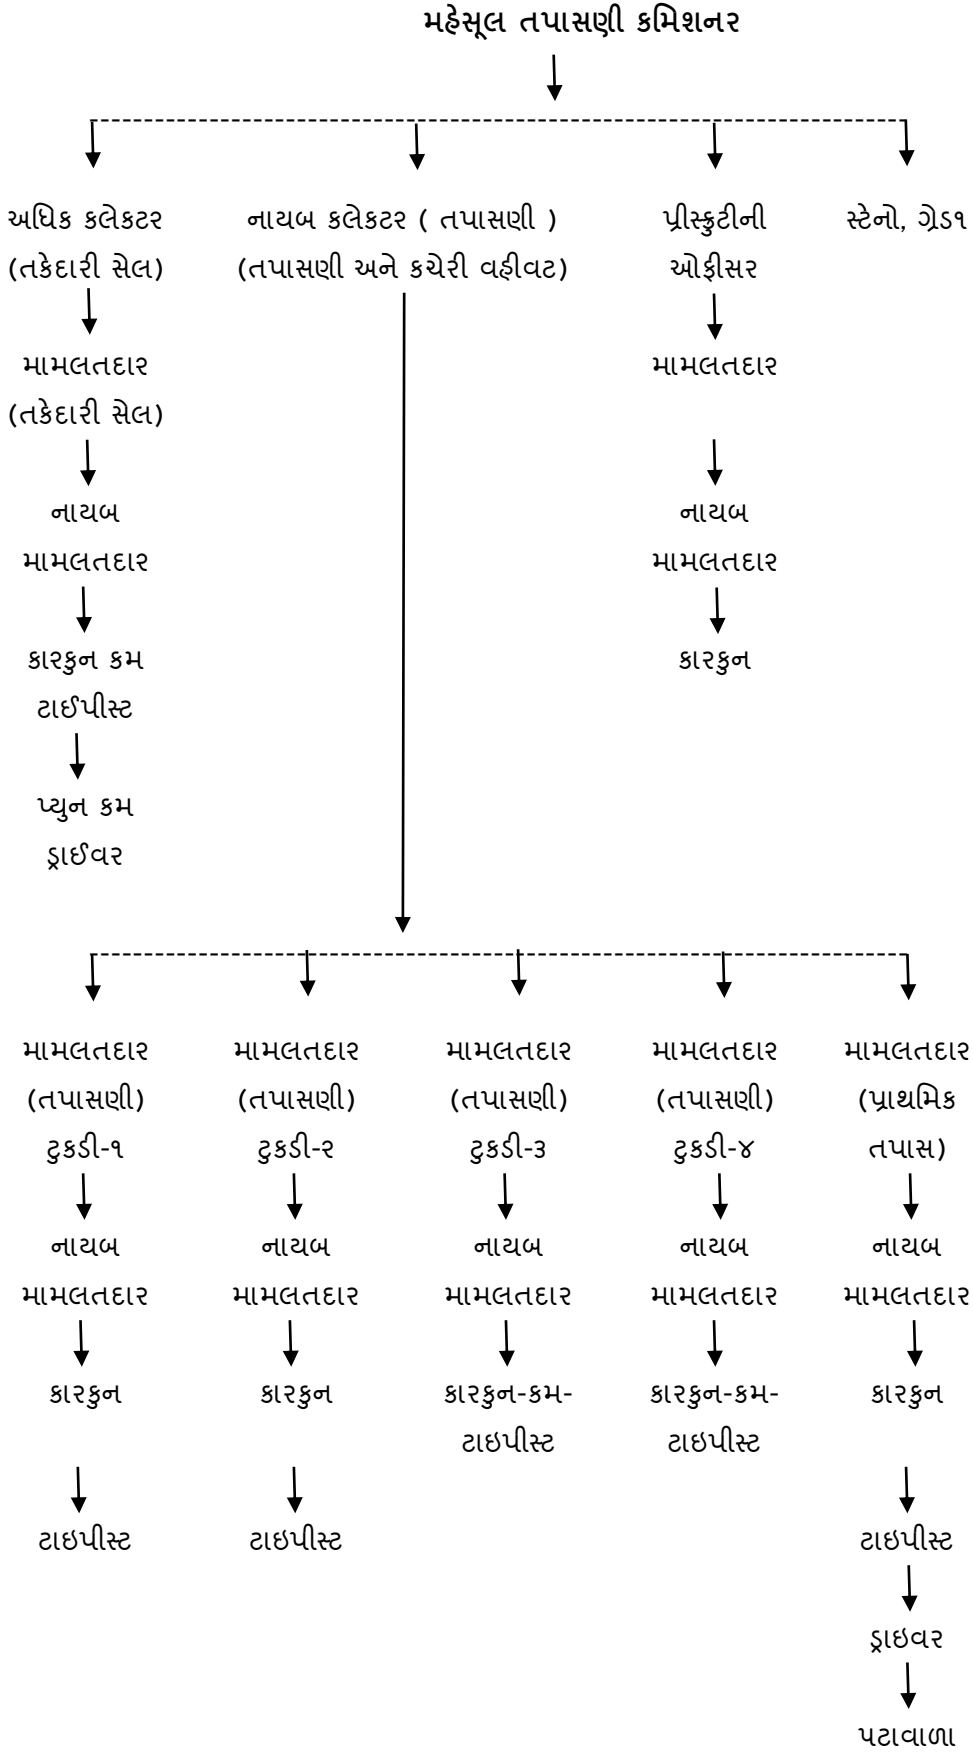 મહેસૂલ તપાસણી કમિશનર
અધિક કલેકટર
(તકેદારી સેલ)
મામલતદાર
(તકેદારી સેલ)
નાયબ
મામલતદાર
કારકુન કમ
ટાઈપીસ્ટ
પ્યુન કમ
ડ્રાઈવર
નાયબ કલેકટર ( તપાસણી )
(તપાસણી અને કચેરી વહીવટ)
પ્રીસ્ક્રુટીની
ઓફીસર
મામલતદાર
નાયબ
મામલતદાર
કારકુન
સ્ટેનો, ગ્રેડ૧
મામલતદાર
(તપાસણી)
ટુકડી-૧
નાયબ
મામલતદાર
કારકુન
ટાઇપીસ્ટ
મામલતદાર
(તપાસણી)
ટુકડી-૨
નાયબ
મામલતદાર
કારકુન
ટાઇપીસ્ટ
મામલતદાર
(તપાસણી)
ટુકડી-૩
નાયબ
મામલતદાર
કારકુન-કમ-
ટાઇપીસ્ટ
મામલતદાર
(તપાસણી)
ટુકડી-૪
નાયબ
મામલતદાર
કારકુન-કમ-
ટાઇપીસ્ટ
મામલતદાર
(પ્રાથમિક
તપાસ)
નાયબ
મામલતદાર
કારકુન
ટાઇપીસ્ટ
ડ્રાઇવર
પટાવાળા